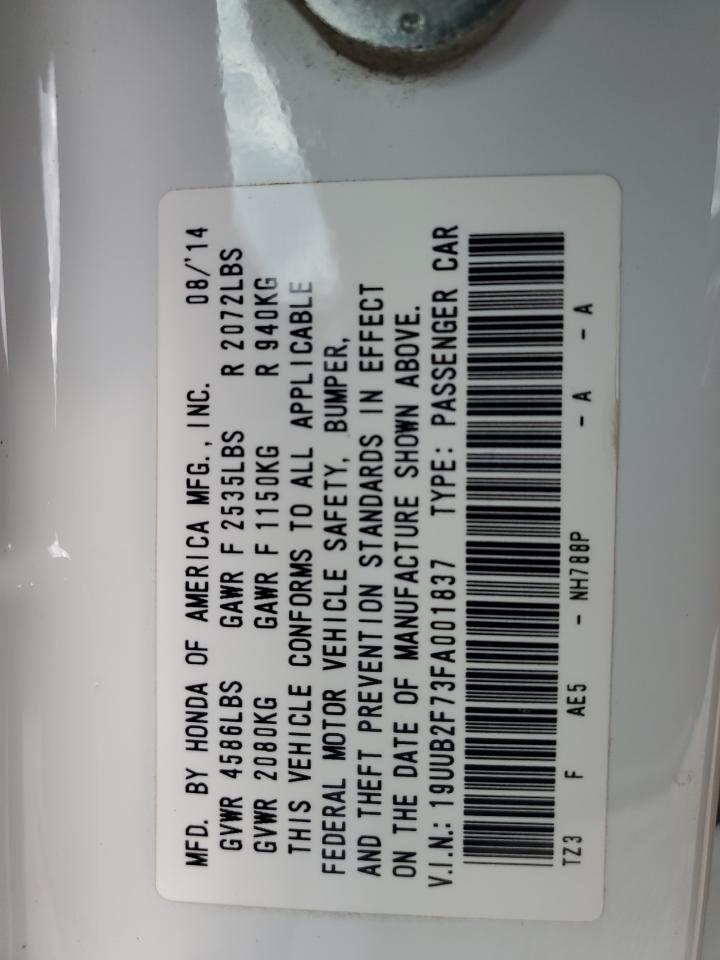 MFD. BY HONDA OF AMERICA MFG., INC. 08/'14
GVWR 4586LBS GAWR F 2535LBS R 2072LBS
GVWR 2080KG GAWR F 1150KG R 940KG
THIS VEHICLE CONFORMS TO ALL APPLICABLE
FEDERAL MOTOR VEHICLE SAFETY, BUMPER,
AND THEFT PREVENTION STANDARDS IN EFFECT
ON THE DATE OF MANUFACTURE SHOWN ABOVE.
V.I.N.: 19UUB2F73FA001837 TYPE: PASSENGER CAR
TZ3 F AE5 - NH788P - A - A